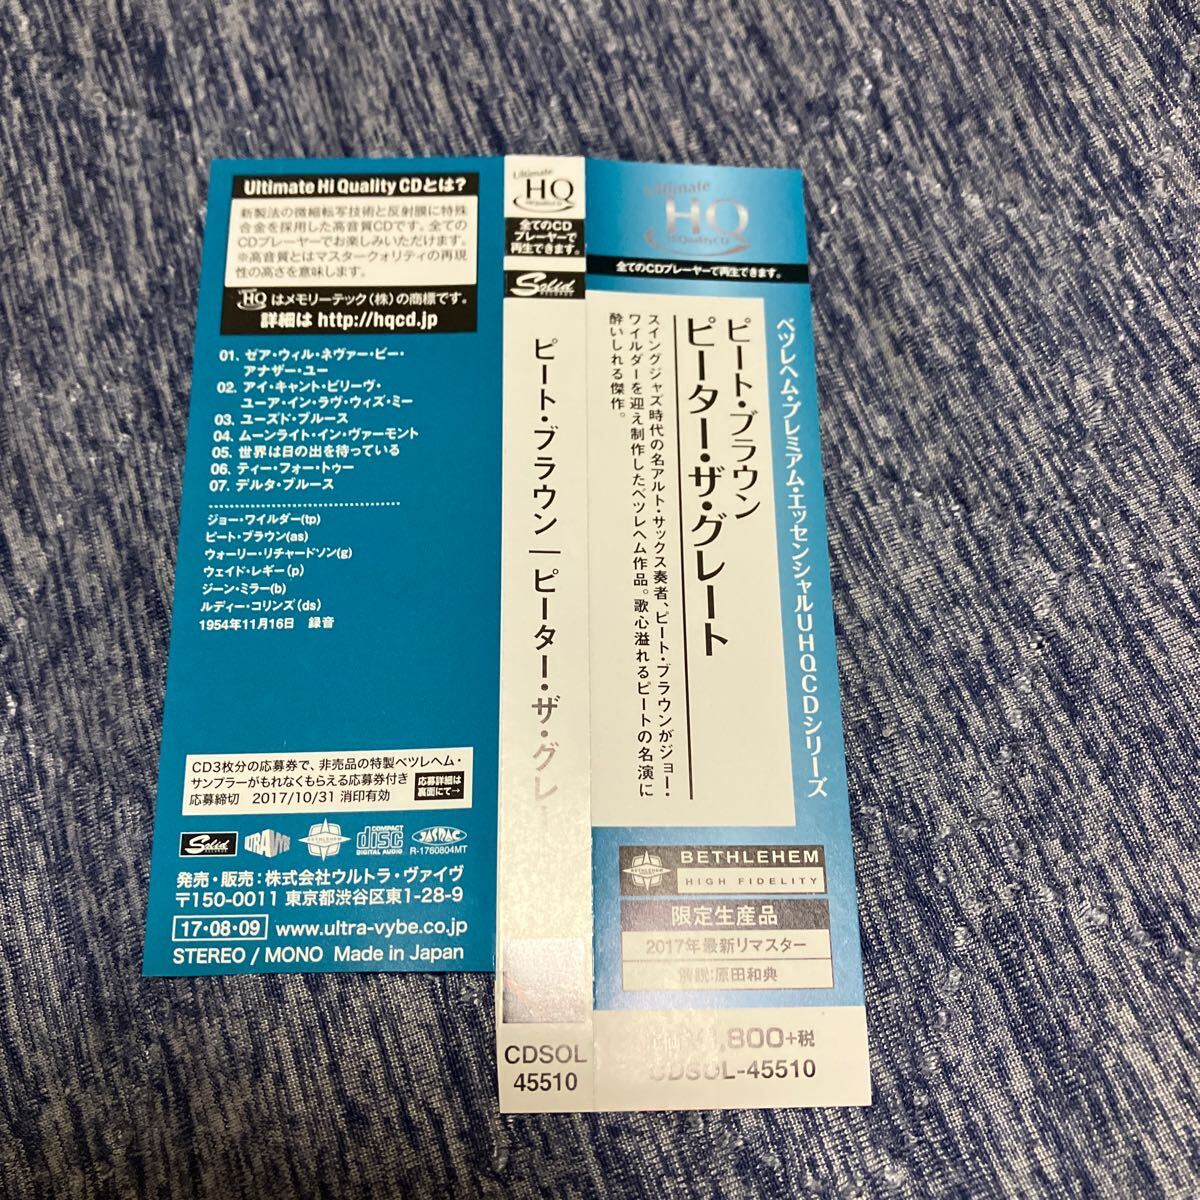 Ultimate Hi Quality CDとは?
新製法の微細転写技術と反射膜に特殊
合金を採用した高音質CDです。全ての
CDプレーヤーでお楽しみいただけます。
※高音質とはマスタークォリティの再現
性の高さを意味します。
HQ はメモリーテック(株)の商標です。
詳細は http://hqcd.jp
01. ゼア・ウィル・ネヴァー・ビー・
アナザー・ユー
02. アイ・キャント・ビリーヴ・
ユーア・イン・ラヴ・ウィズ・ミー
03. ユーズド・ブルース
04. ムーンライト・イン・ヴァーモント
05. 世界は日の出を待っている
06. ティー・フォー・トゥー
07. デルタ・ブルース
ジョー・ワイルダー(tp)
ピート・ブラウン(as)
ウォーリー・リチャードソン(g)
ウェイド・レギー(p)
ジーン・ミラー(b)
ルディー・コリンズ(ds)
1954年11月16日 録音
CD3枚分の応募券で、非売品の特製ベツレヘム・
サンプラーがもれなくもらえる応募券付き
応募締切 2017/10/31 消印有効
応募詳細は
裏面にて→
Solid RECORDS
ULTRA VYBE
BETHLEHEM
COMPACT disc DIGITAL AUDIO
JASRAC
R-1760804MT
発売・販売:株式会社ウルトラ・ヴァイヴ
〒150-0011 東京都渋谷区東1-28-9
17・08・09 www.ultra-vybe.co.jp
STEREO / MONO Made in Japan
Ultimate
HQ
HiQualityCD
全てのCD
プレーヤーで
再生できます。
Solid
RECORDS
ピート・ブラウン|ピーター・ザ・グレ
CDSOL
45510
Ultimate
HQ
HiQualityCD
全てのCDプレーヤーで再生できます。
ベツレヘム・プレミアム・エッセンシャルUHQCDシリーズ
ピート・ブラウン
ピーター・ザ・グレート
スイングジャズ時代の名アルト・サックス奏者、ピート・ブラウンがジョー・
ワイルダーを迎え制作したベツレヘム作品。歌心溢れるピートの名演に
酔いしれる傑作。
BETHLEHEM
BETHLEHEM
HIGH FIDELITY
限定生産品
2017年最新リマスター
解説:原田和典
,800+税
CDSOL-45510